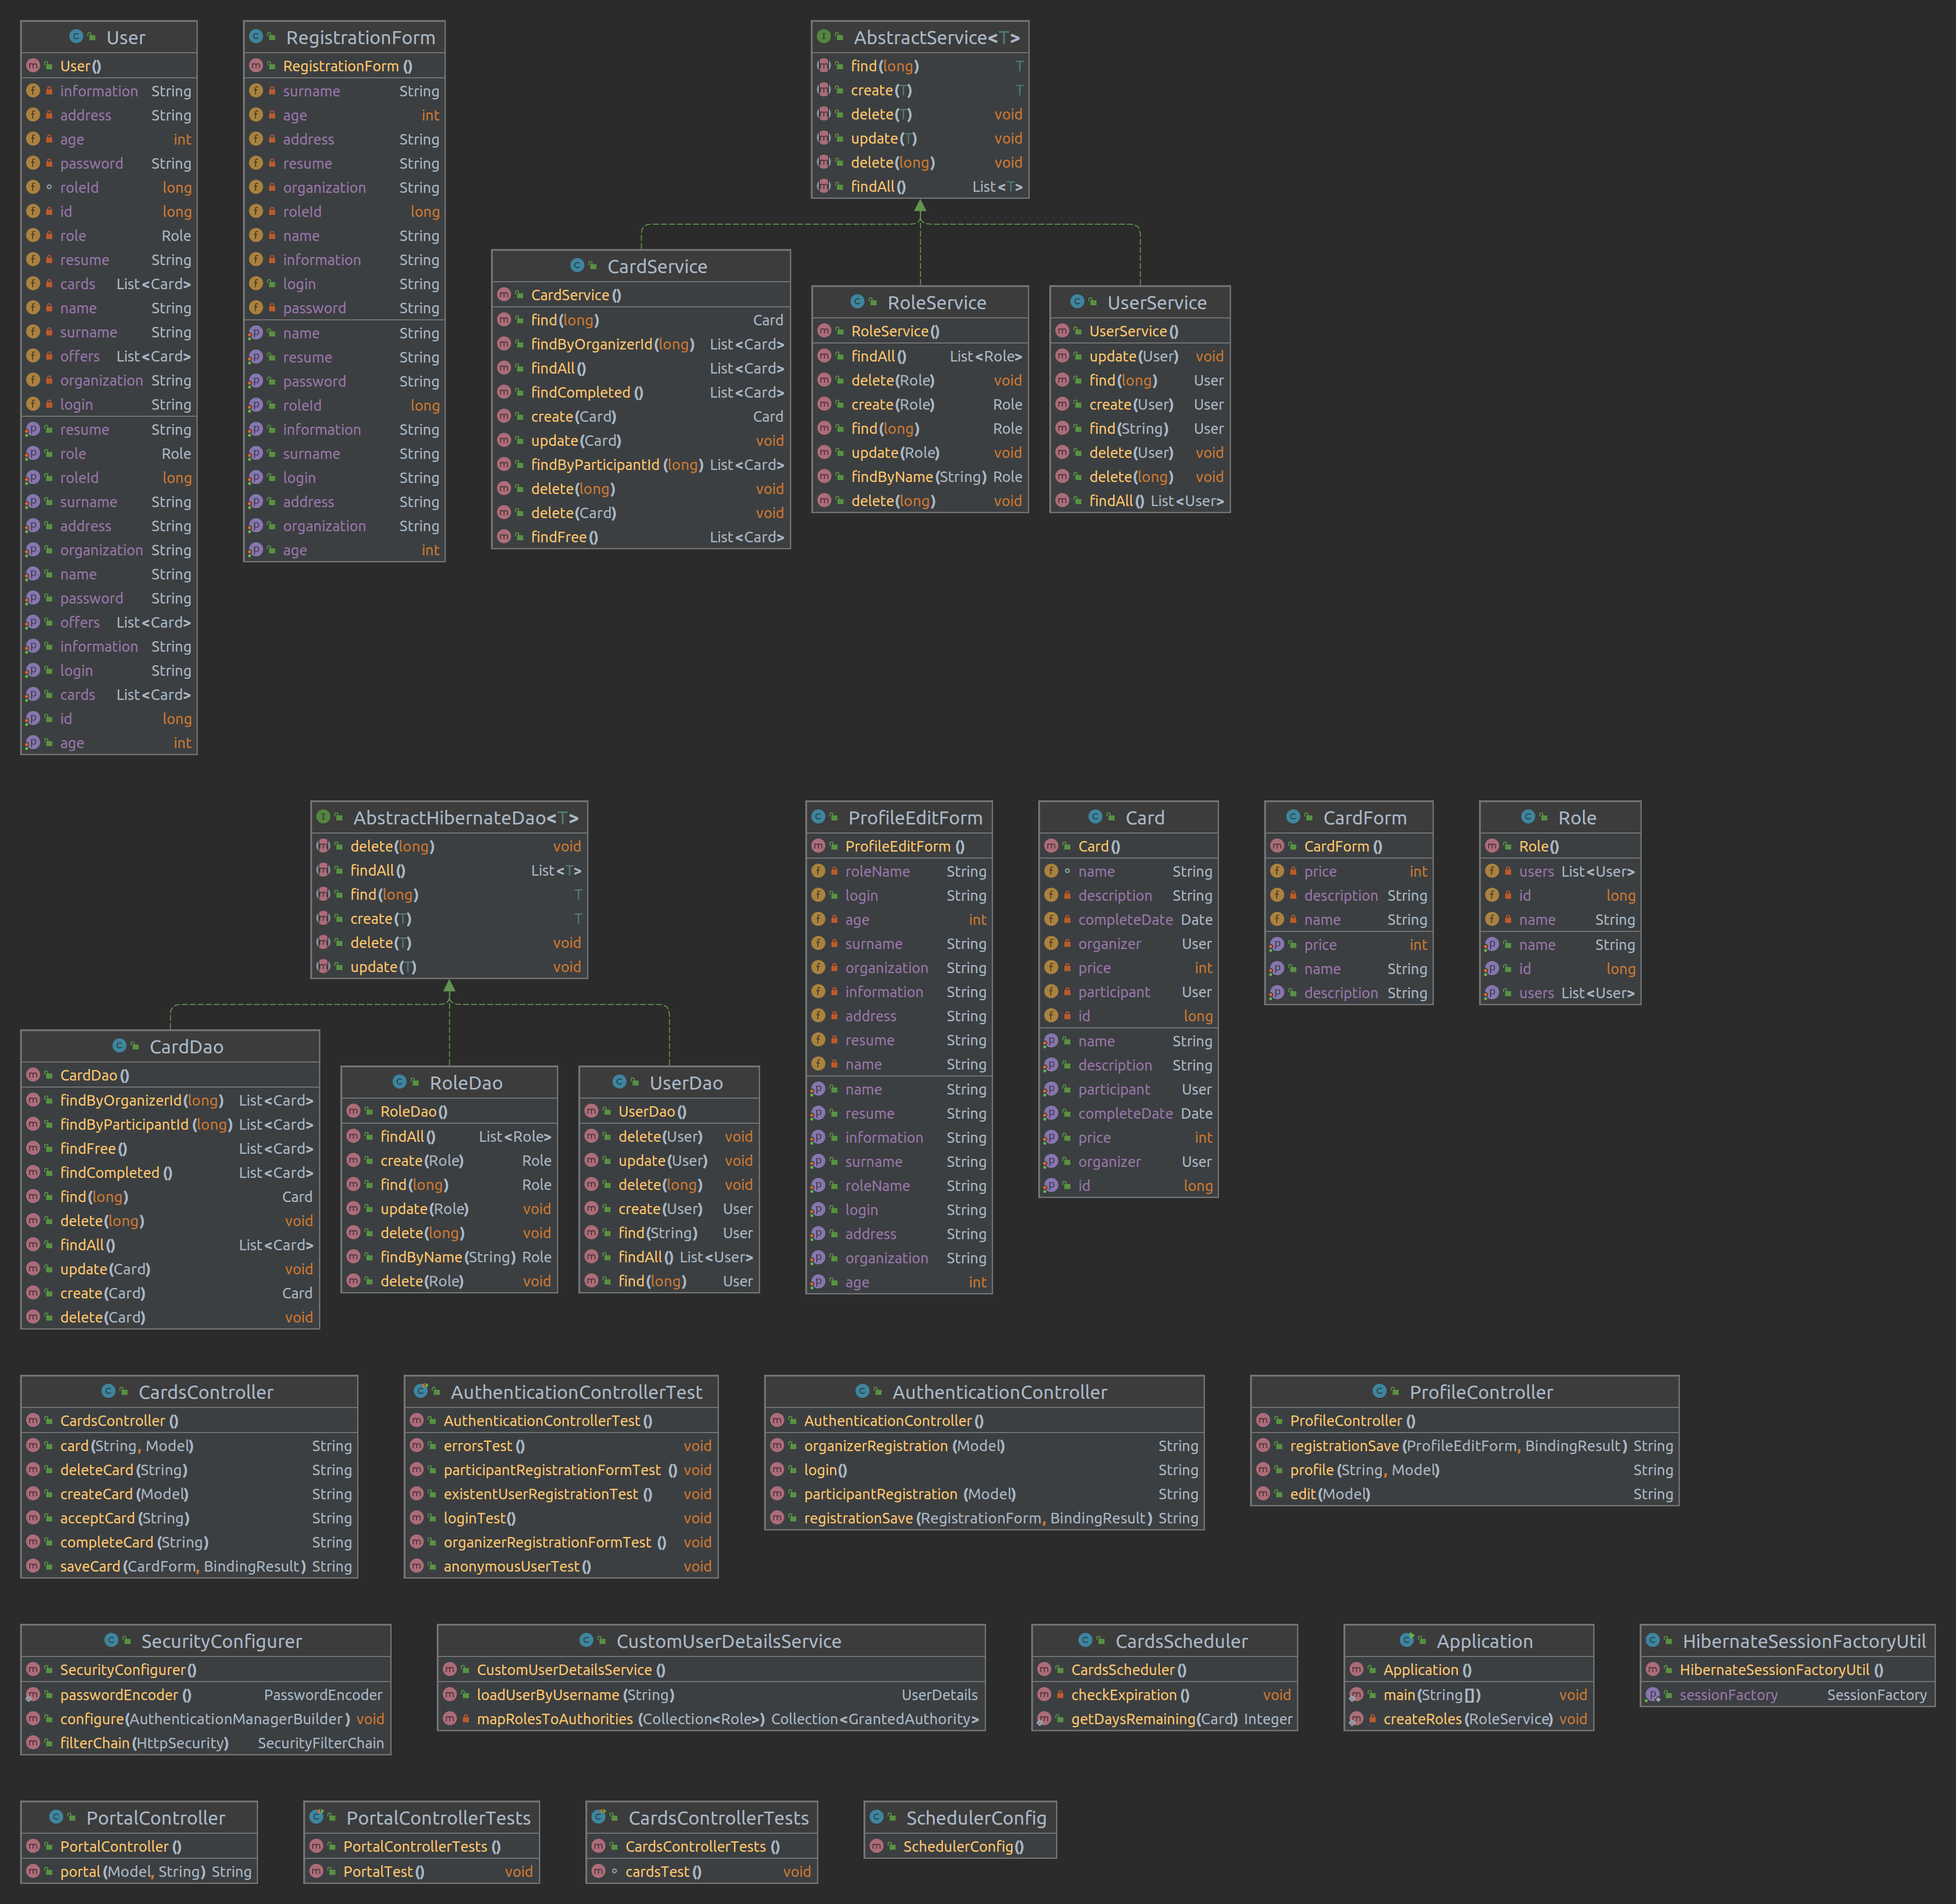 User
User()
information String
address String
age int
password String
roleId long
id long
role Role
resume String
cards List<Card>
name String
surname String
offers List<Card>
organization String
login String
resume String
role Role
roleId long
surname String
address String
organization String
name String
password String
offers List<Card>
information String
login String
cards List<Card>
id long
age int
RegistrationForm
RegistrationForm()
surname String
age int
address String
resume String
organization String
roleId long
name String
information String
login String
password String
name String
resume String
password String
roleId long
information String
surname String
login String
address String
organization String
age int
AbstractService<T>
find(long) T
create(T) T
delete(T) void
update(T) void
delete(long) void
findAll() List<T>
CardService
CardService()
find(long) Card
findByOrganizerId(long) List<Card>
findAll() List<Card>
findCompleted() List<Card>
create(Card) Card
update(Card) void
findByParticipantId(long) List<Card>
delete(long) void
delete(Card) void
findFree() List<Card>
RoleService
RoleService()
findAll() List<Role>
delete(Role) void
create(Role) Role
find(long) Role
update(Role) void
findByName(String) Role
delete(long) void
UserService
UserService()
update(User) void
find(long) User
create(User) User
find(String) User
delete(User) void
delete(long) void
findAll() List<User>
AbstractHibernateDao<T>
delete(long) void
findAll() List<T>
find(long) T
create(T) T
delete(T) void
update(T) void
CardDao
CardDao()
findByOrganizerId(long) List<Card>
findByParticipantId(long) List<Card>
findFree() List<Card>
findCompleted() List<Card>
find(long) Card
delete(long) void
findAll() List<Card>
update(Card) void
create(Card) Card
delete(Card) void
RoleDao
RoleDao()
findAll() List<Role>
create(Role) Role
find(long) Role
update(Role) void
delete(long) void
findByName(String) Role
delete(Role) void
UserDao
UserDao()
delete(User) void
update(User) void
delete(long) void
create(User) User
find(String) User
findAll() List<User>
find(long) User
ProfileEditForm
ProfileEditForm()
roleName String
login String
age int
surname String
organization String
information String
address String
resume String
name String
name String
resume String
information String
surname String
roleName String
login String
address String
organization String
age int
Card
Card()
name String
description String
completeDate Date
organizer User
price int
participant User
id long
name String
description String
participant User
completeDate Date
price int
organizer User
id long
CardForm
CardForm()
price int
description String
name String
price int
name String
description String
Role
Role()
users List<User>
id long
name String
name String
id long
users List<User>
CardsController
CardsController()
card(String, Model) String
deleteCard(String) String
createCard(Model) String
acceptCard(String) String
completeCard(String) String
saveCard(CardForm, BindingResult) String
AuthenticationControllerTest
AuthenticationControllerTest()
errorsTest() void
participantRegistrationFormTest() void
existentUserRegistrationTest() void
loginTest() void
organizerRegistrationFormTest() void
anonymousUserTest() void
AuthenticationController
AuthenticationController()
organizerRegistration(Model) String
login() String
participantRegistration(Model) String
registrationSave(RegistrationForm, BindingResult) String
ProfileController
ProfileController()
registrationSave(ProfileEditForm, BindingResult) String
profile(String, Model) String
edit(Model) String
SecurityConfigurer
SecurityConfigurer()
passwordEncoder() PasswordEncoder
configure(AuthenticationManagerBuilder) void
filterChain(HttpSecurity) SecurityFilterChain
CustomUserDetailsService
CustomUserDetailsService()
loadUserByUsername(String) UserDetails
mapRolesToAuthorities(Collection<Role>) Collection<GrantedAuthority>
CardsScheduler
CardsScheduler()
checkExpiration() void
getDaysRemaining(Card) Integer
Application
Application()
main(String[]) void
createRoles(RoleService) void
HibernateSessionFactoryUtil
HibernateSessionFactoryUtil()
sessionFactory SessionFactory
PortalController
PortalController()
portal(Model, String) String
PortalControllerTests
PortalControllerTests()
PortalTest() void
CardsControllerTests
CardsControllerTests()
cardsTest() void
SchedulerConfig
SchedulerConfig()